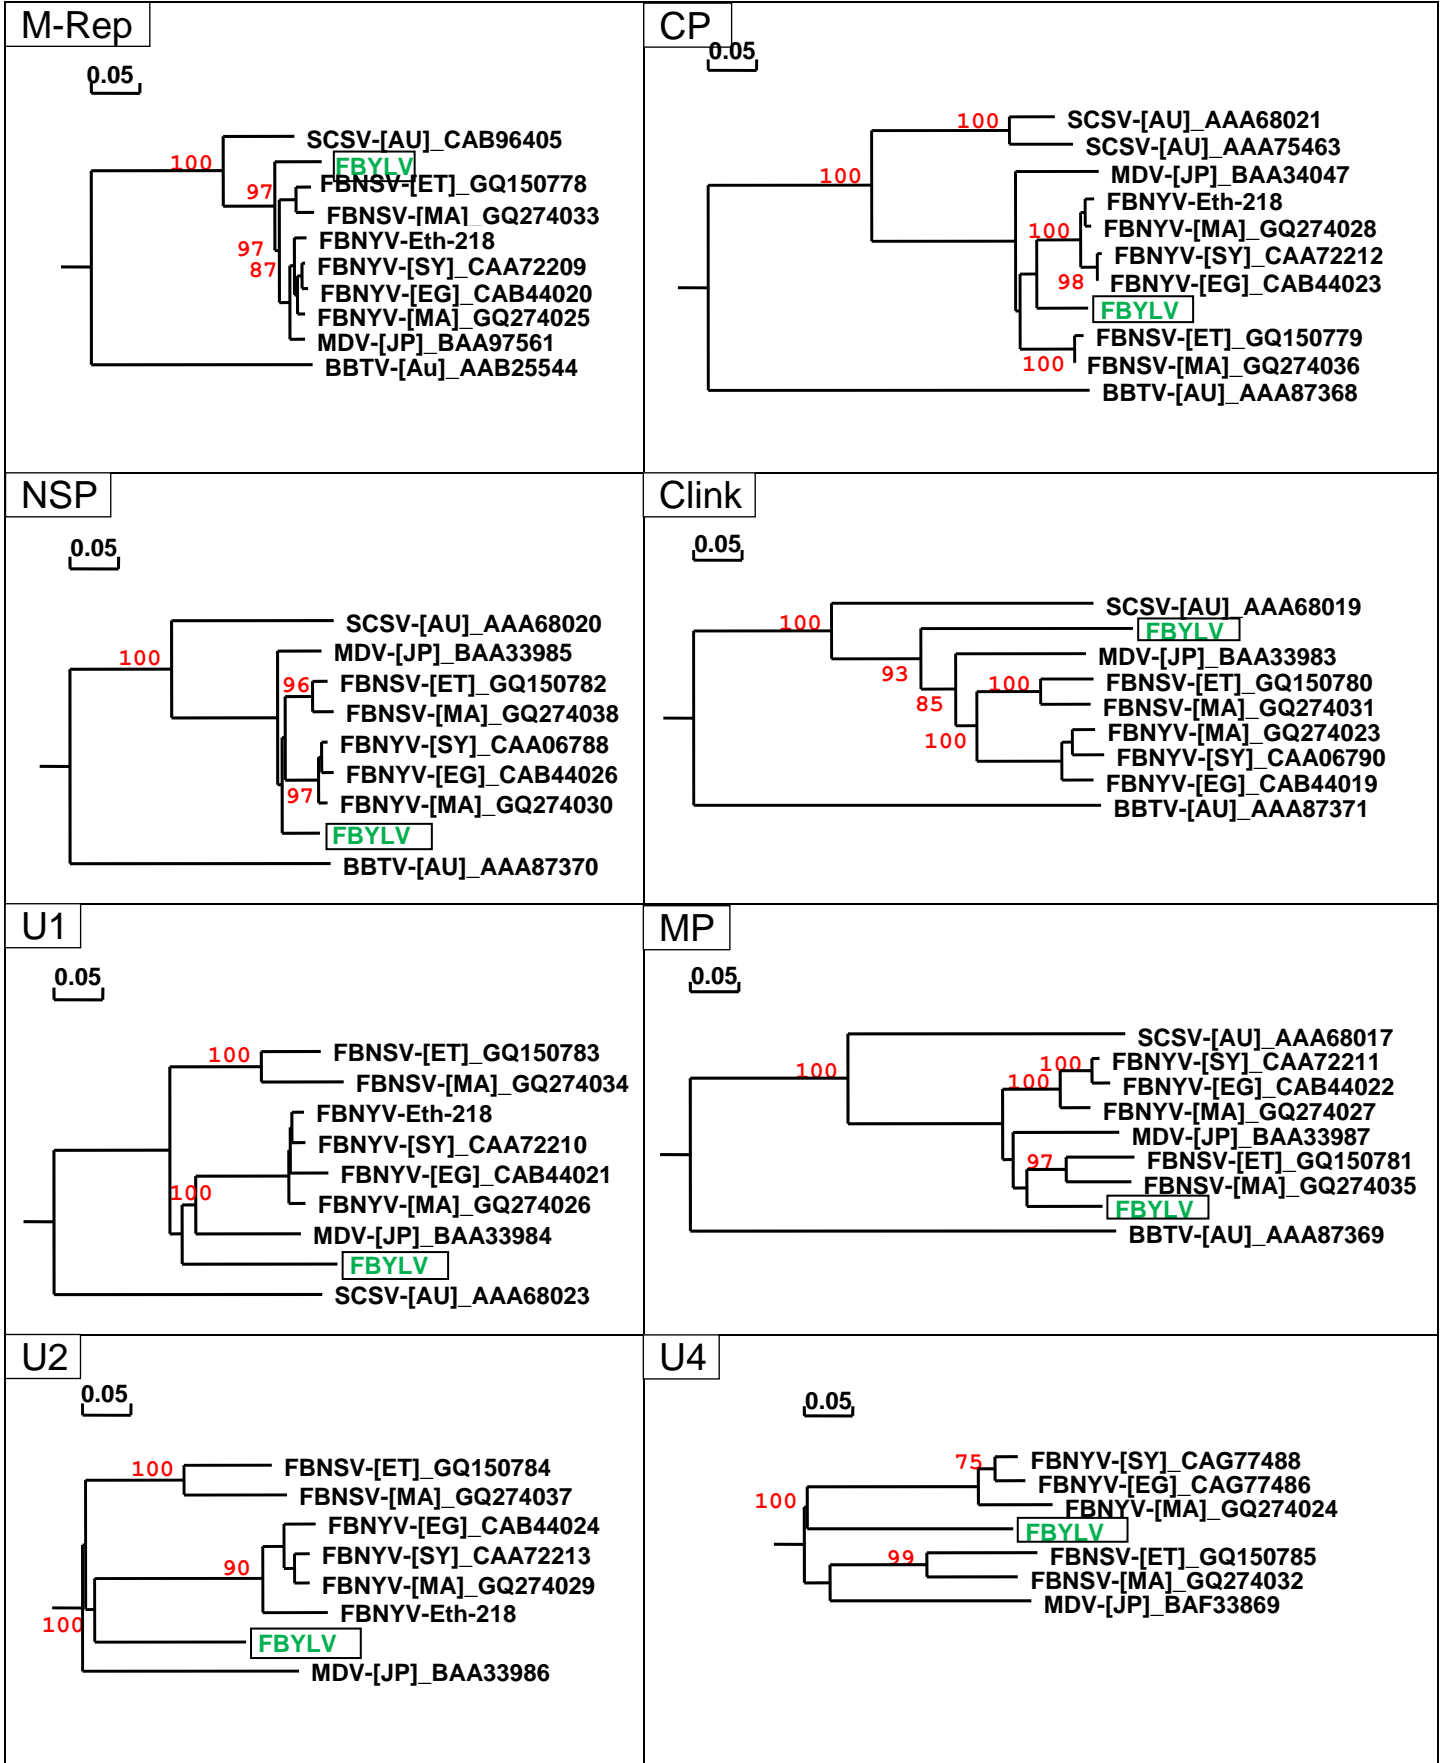 M-Rep
0.05
SCSV-[AU]_CAB96405
100
FBYLV
FBNSV-[ET]_GQ150778
97
FBNSV-[MA]_GQ274033
FBNYV-Eth-218
97
FBNYV-[SY]_CAA72209
87
FBNYV-[EG]_CAB44020
FBNYV-[MA]_GQ274025
MDV-[JP]_BAA97561
BBTV-[Au]_AAB25544
CP
0.05
100
SCSV-[AU]_AAA68021
SCSV-[AU]_AAA75463
100
MDV-[JP]_BAA34047
FBNYV-Eth-218
100
FBNYV-[MA]_GQ274028
FBNYV-[SY]_CAA72212
98
FBNYV-[EG]_CAB44023
FBYLV
FBNSV-[ET]_GQ150779
100
FBNSV-[MA]_GQ274036
BBTV-[AU]_AAA87368
NSP
0.05
SCSV-[AU]_AAA68020
100
MDV-[JP]_BAA33985
96
FBNSV-[ET]_GQ150782
FBNSV-[MA]_GQ274038
FBNYV-[SY]_CAA06788
FBNYV-[EG]_CAB44026
97
FBNYV-[MA]_GQ274030
FBYLV
BBTV-[AU]_AAA87370
Clink
0.05
SCSV-[AU]_AAA68019
100
FBYLV
MDV-[JP]_BAA33983
93
100
FBNSV-[ET]_GQ150780
85
FBNSV-[MA]_GQ274031
FBNYV-[MA]_GQ274023
100
FBNYV-[SY]_CAA06790
FBNYV-[EG]_CAB44019
BBTV-[AU]_AAA87371
U1
0.05
100
FBNSV-[ET]_GQ150783
FBNSV-[MA]_GQ274034
FBNYV-Eth-218
FBNYV-[SY]_CAA72210
FBNYV-[EG]_CAB44021
100
FBNYV-[MA]_GQ274026
MDV-[JP]_BAA33984
FBYLV
SCSV-[AU]_AAA68023
MP
0.05
SCSV-[AU]_AAA68017
100
100
FBNYV-[SY]_CAA72211
100
FBNYV-[EG]_CAB44022
FBNYV-[MA]_GQ274027
MDV-[JP]_BAA33987
97
FBNSV-[ET]_GQ150781
FBNSV-[MA]_GQ274035
FBYLV
BBTV-[AU]_AAA87369
U2
0.05
100
FBNSV-[ET]_GQ150784
FBNSV-[MA]_GQ274037
FBNYV-[EG]_CAB44024
FBNYV-[SY]_CAA72213
90
FBNYV-[MA]_GQ274029
FBNYV-Eth-218
100
FBYLV
MDV-[JP]_BAA33986
U4
0.05
75
FBNYV-[SY]_CAG77488
FBNYV-[EG]_CAG77486
100
FBNYV-[MA]_GQ274024
FBYLV
99
FBNSV-[ET]_GQ150785
FBNSV-[MA]_GQ274032
MDV-[JP]_BAF33869